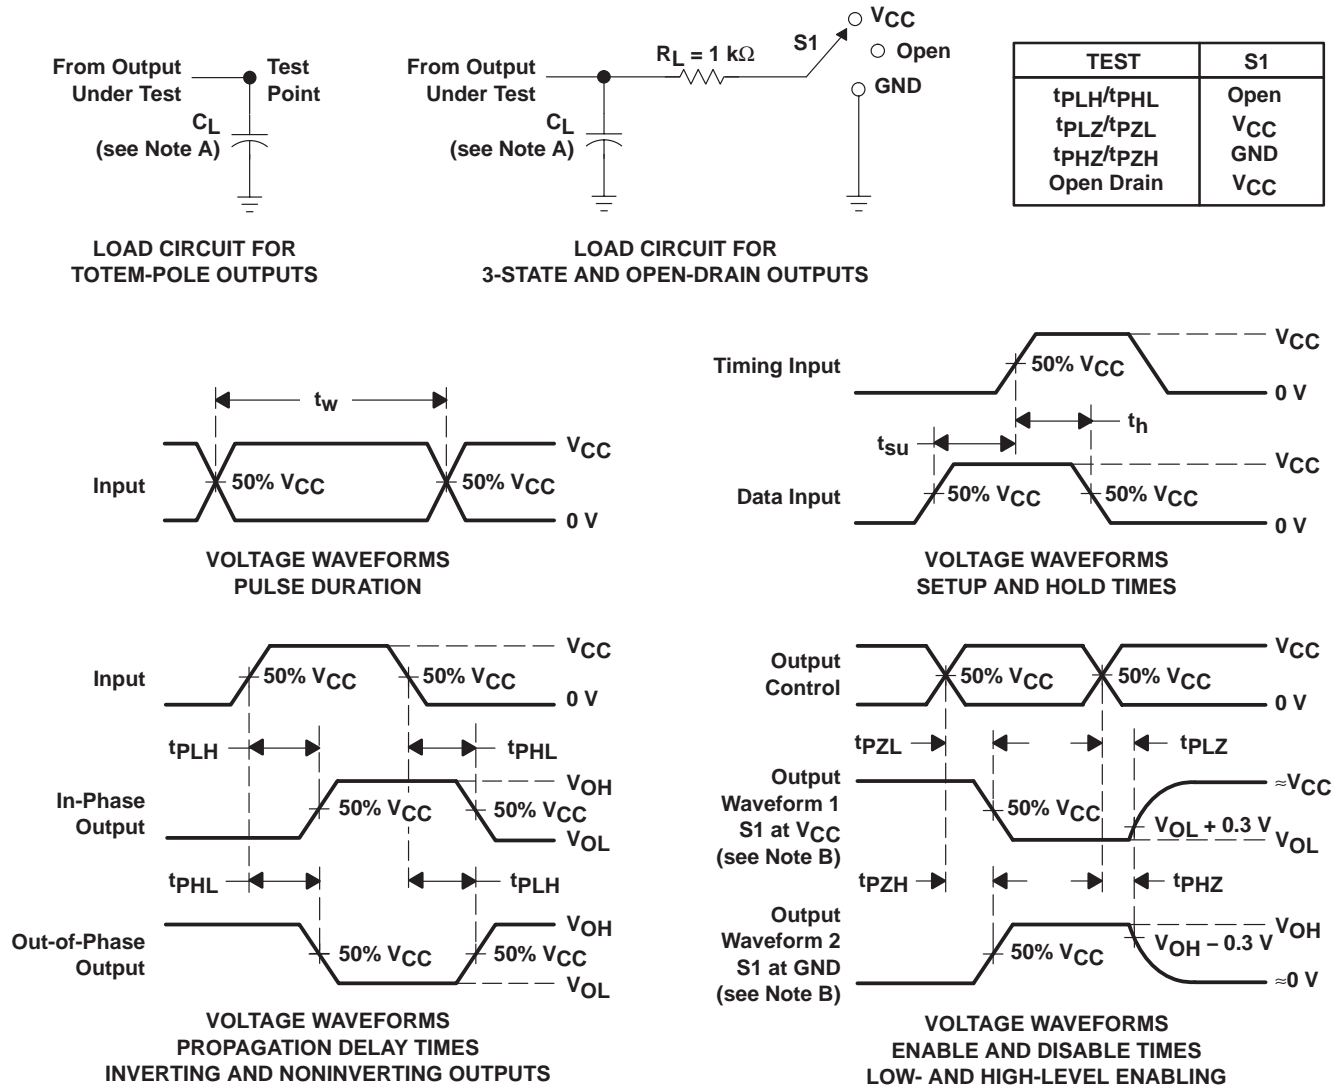 From Output
Under Test
Test
Point
CL
(see Note A)
LOAD CIRCUIT FOR
TOTEM-POLE OUTPUTS
From Output
Under Test
CL
(see Note A)
RL = 1 kΩ
S1
VCC
Open
GND
LOAD CIRCUIT FOR
3-STATE AND OPEN-DRAIN OUTPUTS
TEST S1
tPLH/tPHL Open
tPLZ/tPZL VCC
tPHZ/tPZH GND
Open Drain VCC
tw
Input
50% VCC
50% VCC
VCC
0 V
VOLTAGE WAVEFORMS
PULSE DURATION
Timing Input
50% VCC
VCC
0 V
tsu
th
Data Input
50% VCC
50% VCC
VCC
0 V
VOLTAGE WAVEFORMS
SETUP AND HOLD TIMES
Input
50% VCC
50% VCC
VCC
0 V
tPLH
tPHL
In-Phase
Output
50% VCC
50% VCC
VOH
VOL
tPHL
tPLH
Out-of-Phase
Output
50% VCC
50% VCC
VOH
VOL
VOLTAGE WAVEFORMS
PROPAGATION DELAY TIMES
INVERTING AND NONINVERTING OUTPUTS
Output
Control
50% VCC
50% VCC
VCC
0 V
tPZL
tPLZ
Output
Waveform 1
S1 at VCC
(see Note B)
50% VCC
≈VCC
VOL + 0.3 V
VOL
tPZH
tPHZ
Output
Waveform 2
S1 at GND
(see Note B)
50% VCC
VOH
VOH – 0.3 V
≈0 V
VOLTAGE WAVEFORMS
ENABLE AND DISABLE TIMES
LOW- AND HIGH-LEVEL ENABLING